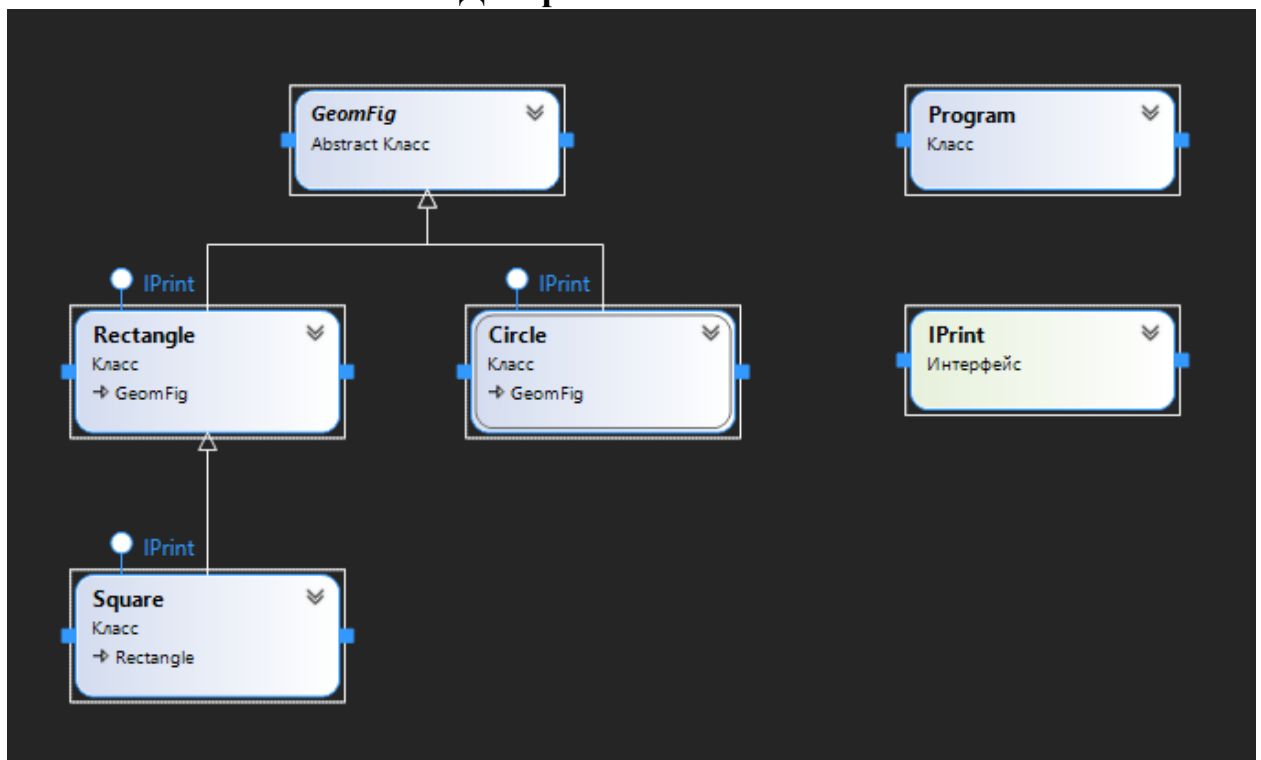 GeomFig
Abstract Класс
Program
Класс
IPrint
IPrint
Rectangle
Класс
GeomFig
Circle
Класс
GeomFig
IPrint
Интерфейс
IPrint
Square
Класс
Rectangle